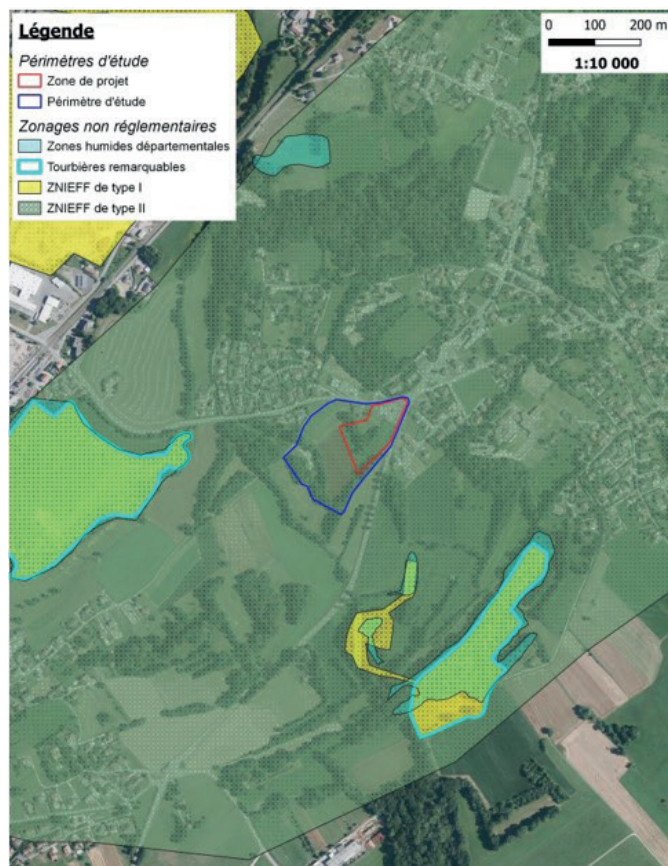 Légende
Périmètres d'étude
Zone de projet
Périmètre d'étude
Zonages non réglementaires
Zones humides départementales
Tourbières remarquables
ZNIEFF de type I
ZNIEFF de type II
0 100 200 m
1:10 000